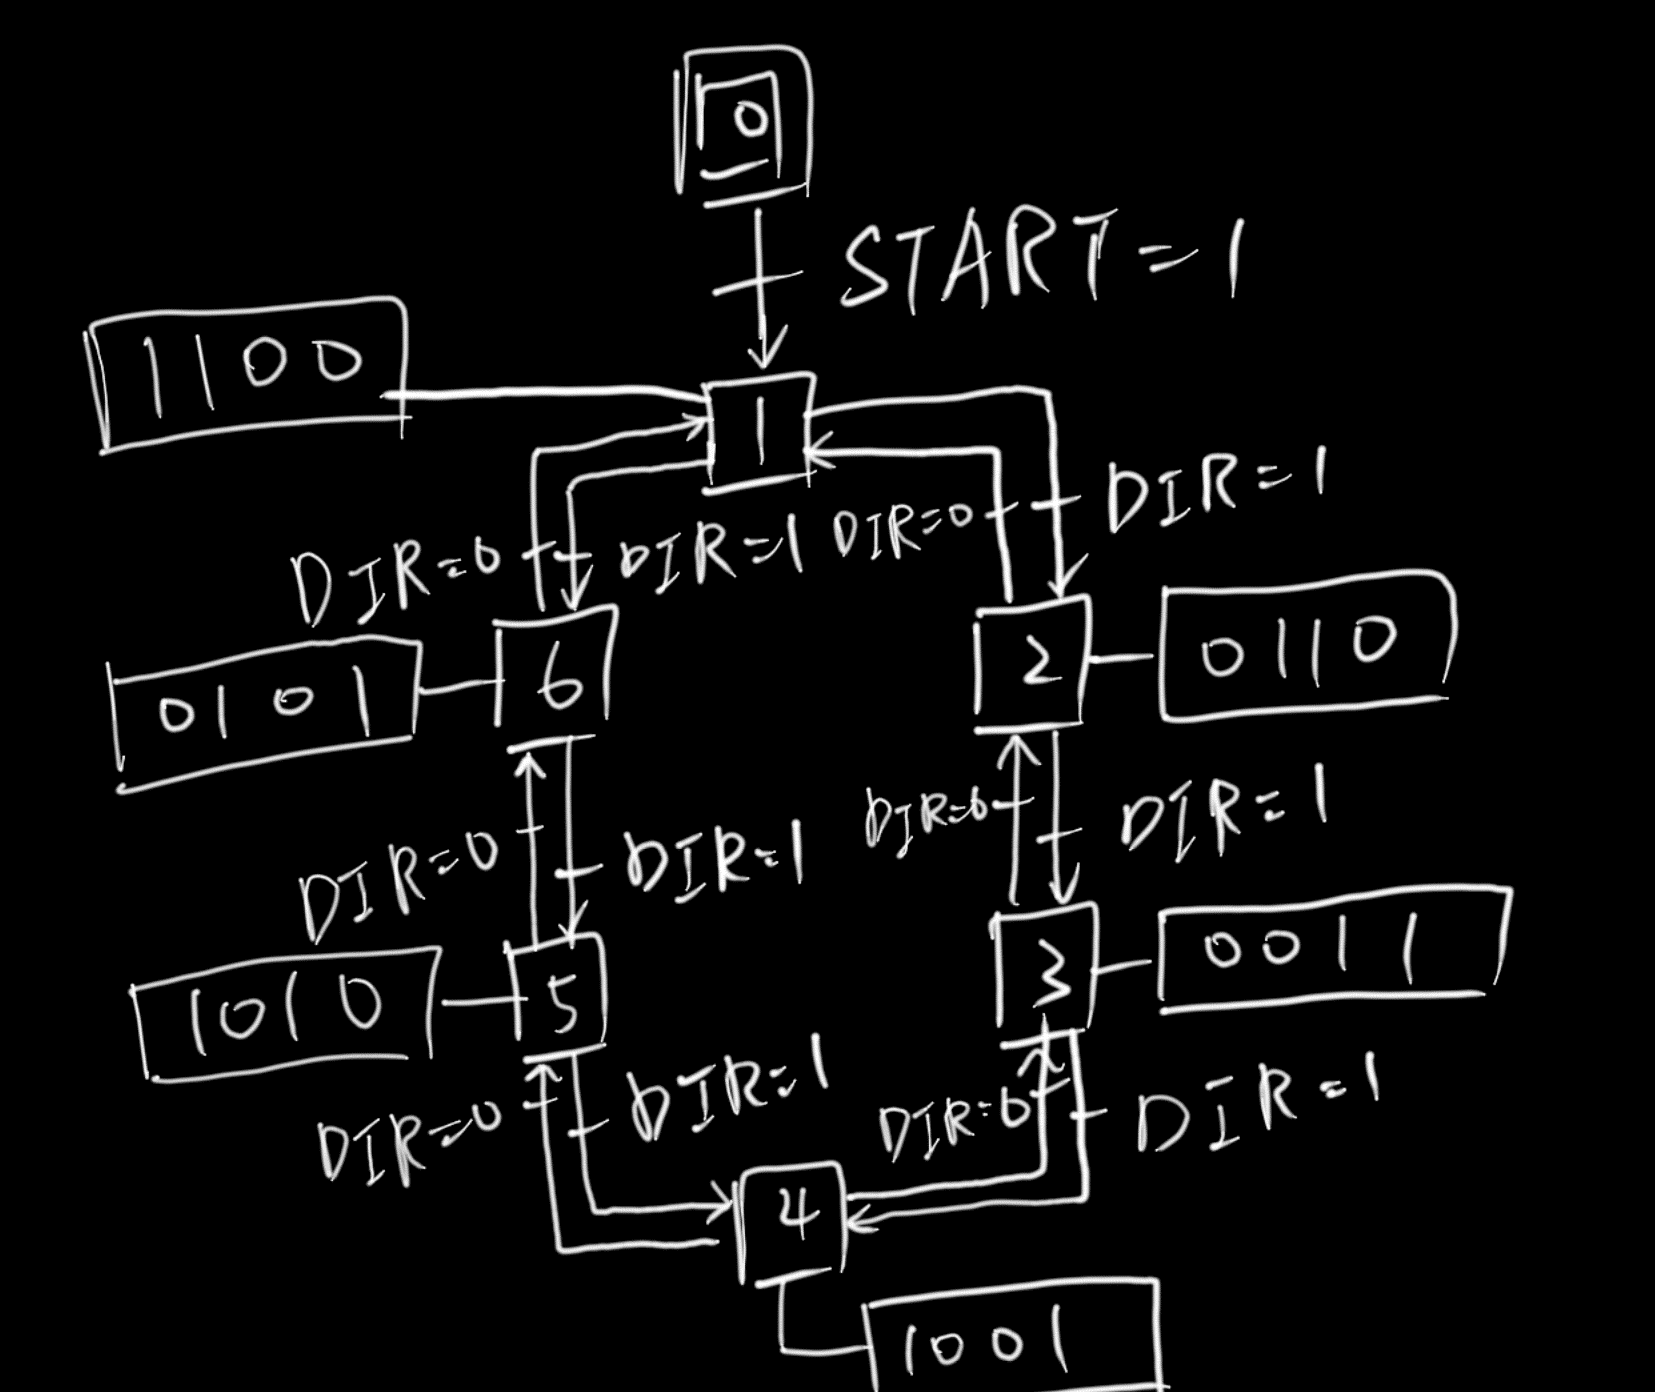 0
START=1
1100
1
DIR=1
DIR=0
DIR=1
DIR=0
6
2
0110
0101
DIR=0
DIR=1
DIR=0
DIR=1
1010
5
3
0011
DIR=0
DIR=1
DIR=0
DIR=1
4
1001